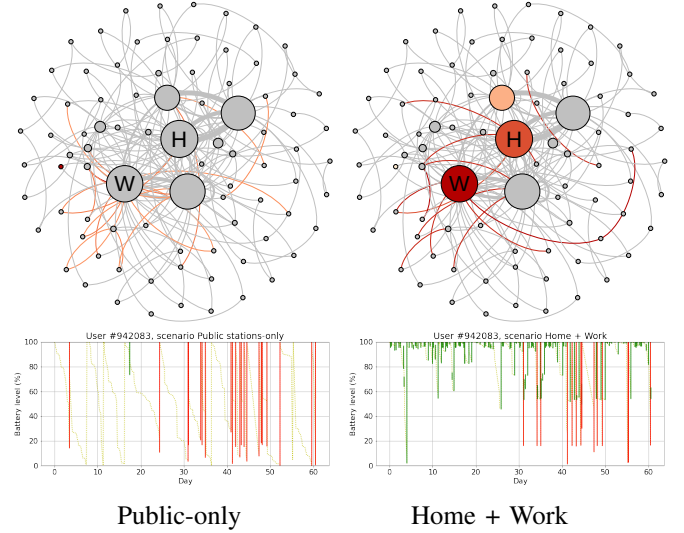 H
W
H
W
User #942083, scenario Public stations-only
100
80
60
40
20
0
Battery level (%)
0 10 20 30 40 50 60
Day
User #942083, scenario Home + Work
100
80
60
40
20
0
Battery level (%)
0 10 20 30 40 50 60
Day
Public-only
Home + Work